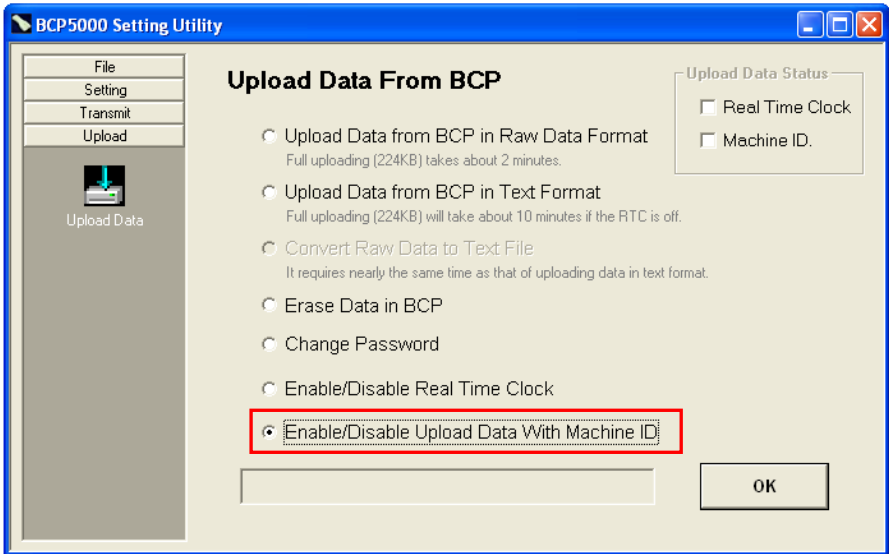 BCP5000 Setting Utility
File
Setting
Transmit
Upload
Upload Data
Upload Data From BCP
Upload Data Status
Real Time Clock
Machine ID.
Upload Data from BCP in Raw Data Format
Full uploading (224KB) takes about 2 minutes.
Upload Data from BCP in Text Format
Full uploading (224KB) will take about 10 minutes if the RTC is off.
Convert Raw Data to Text File
It requires nearly the same time as that of uploading data in text format.
Erase Data in BCP
Change Password
Enable/Disable Real Time Clock
Enable/Disable Upload Data With Machine ID
OK